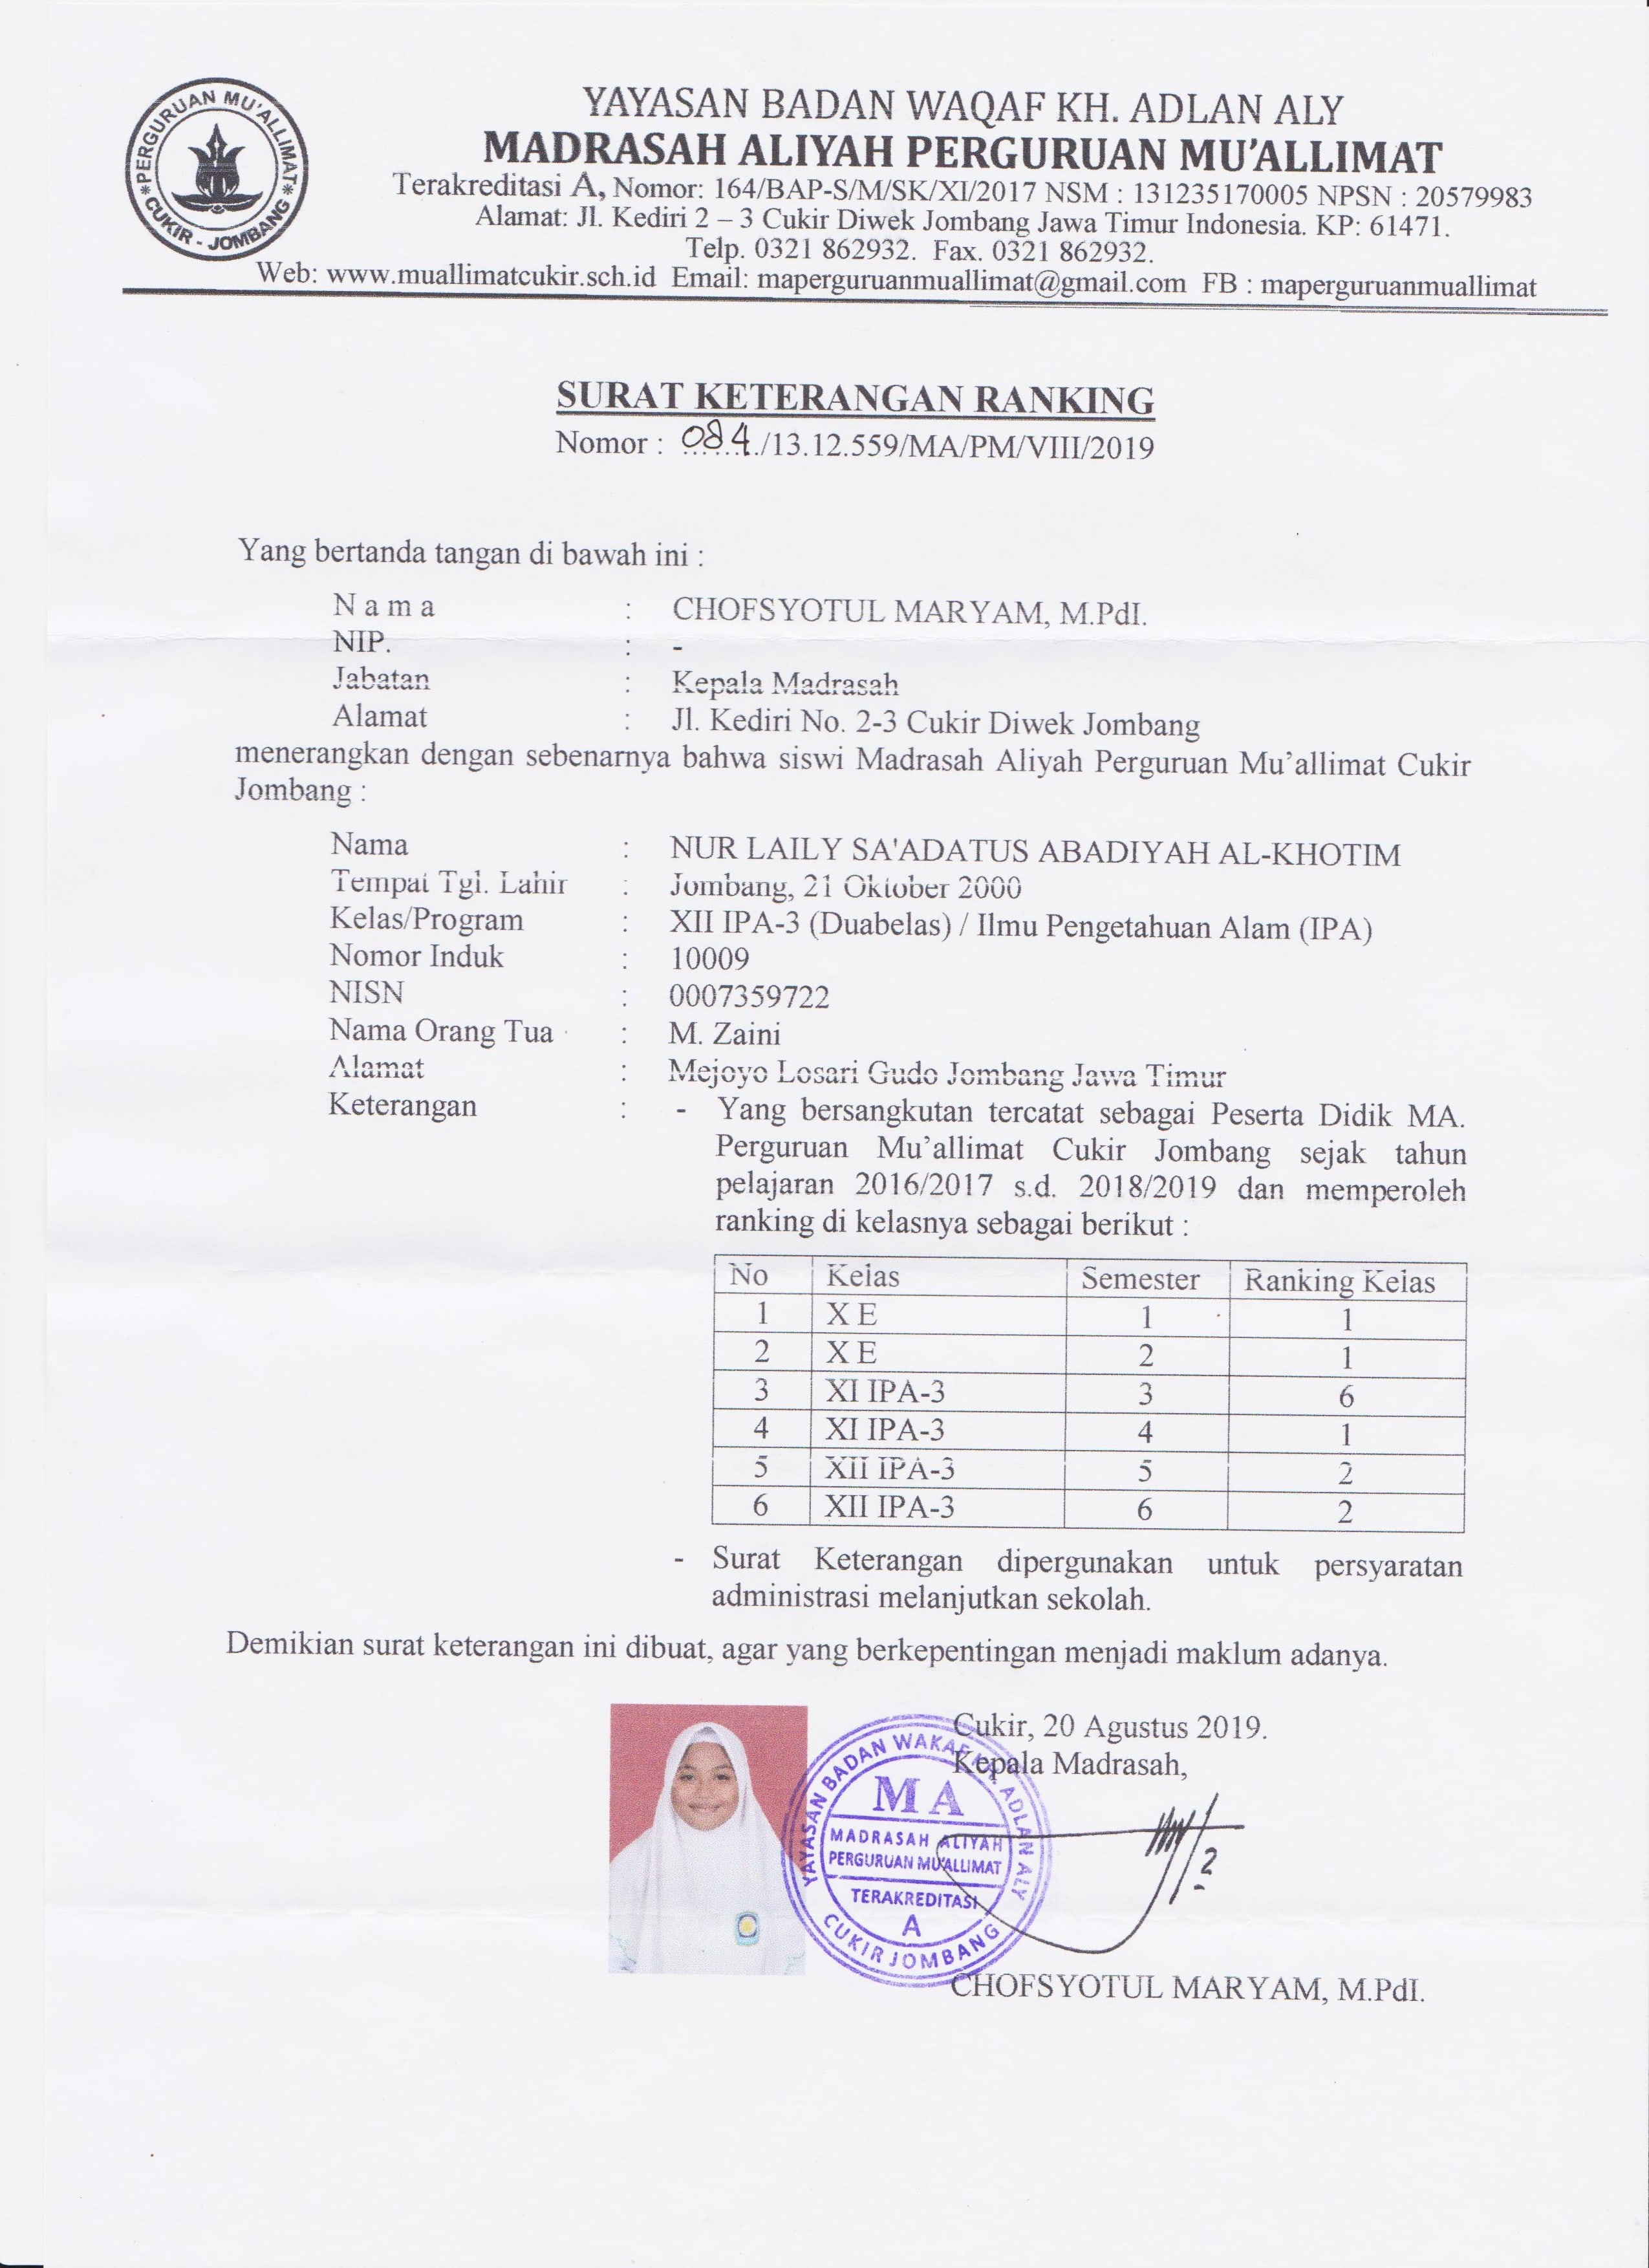 PERGURUAN MU'ALLIMAT
CUKIR - JOMBANG
YAYASAN BADAN WAQAF KH. ADLAN ALY
MADRASAH ALIYAH PERGURUAN MU'ALLIMAT
Terakreditasi A, Nomor: 164/BAP-S/M/SK/XI/2017 NSM : 131235170005 NPSN : 20579983
Alamat: Jl. Kediri 2 – 3 Cukir Diwek Jombang Jawa Timur Indonesia. KP: 61471.
Telp. 0321 862932. Fax. 0321 862932.
Web: www.muallimatcukir.sch.id Email: maperguruanmuallimat@gmail.com FB : maperguruanmuallimat
SURAT KETERANGAN RANKING
Nomor : 084/13.12.559/MA/PM/VIII/2019
Yang bertanda tangan di bawah ini :
N a m a : CHOFSYOTUL MARYAM, M.PdI.
NIP. : -
Jabatan : Kepala Madrasah
Alamat : Jl. Kediri No. 2-3 Cukir Diwek Jombang
menerangkan dengan sebenarnya bahwa siswi Madrasah Aliyah Perguruan Mu'allimat Cukir
Jombang :
Nama : NUR LAILY SA'ADATUS ABADIYAH AL-KHOTIM
Tempat Tgl. Lahir : Jombang, 21 Oktober 2000
Kelas/Program : XII IPA-3 (Duabelas) / Ilmu Pengetahuan Alam (IPA)
Nomor Induk : 10009
NISN : 0007359722
Nama Orang Tua : M. Zaini
Alamat : Mejoyo Losari Gudo Jombang Jawa Timur
Keterangan : - Yang bersangkutan tercatat sebagai Peserta Didik MA.
Perguruan Mu'allimat Cukir Jombang sejak tahun
pelajaran 2016/2017 s.d. 2018/2019 dan memperoleh
ranking di kelasnya sebagai berikut :
No Kelas Semester Ranking Kelas
1 X E 1 1
2 X E 2 1
3 XI IPA-3 3 6
4 XI IPA-3 4 1
5 XII IPA-3 5 2
6 XII IPA-3 6 2
- Surat Keterangan dipergunakan untuk persyaratan
administrasi melanjutkan sekolah.
Demikian surat keterangan ini dibuat, agar yang berkepentingan menjadi maklum adanya.
Cukir, 20 Agustus 2019.
Kepala Madrasah,
YAYASAN BADAN WAKAF KH. ADLAN ALY
MA
MADRASAH ALIYAH
PERGURUAN MU'ALLIMAT
TERAKREDITASI
A
CUKIR JOMBANG
CHOFSYOTUL MARYAM, M.PdI.